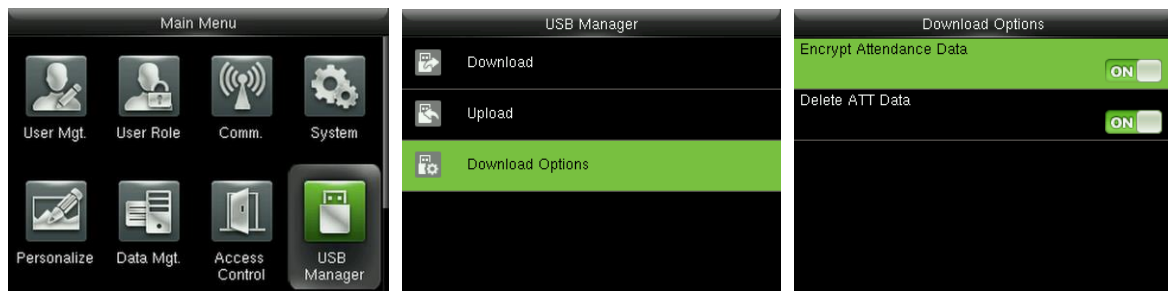 Main Menu
User Mgt.
User Role
Comm.
System
Personalize
Data Mgt.
Access
Control
USB
Manager
USB Manager
Download
Upload
Download Options
Download Options
Encrypt Attendance Data
ON
Delete ATT Data
ON